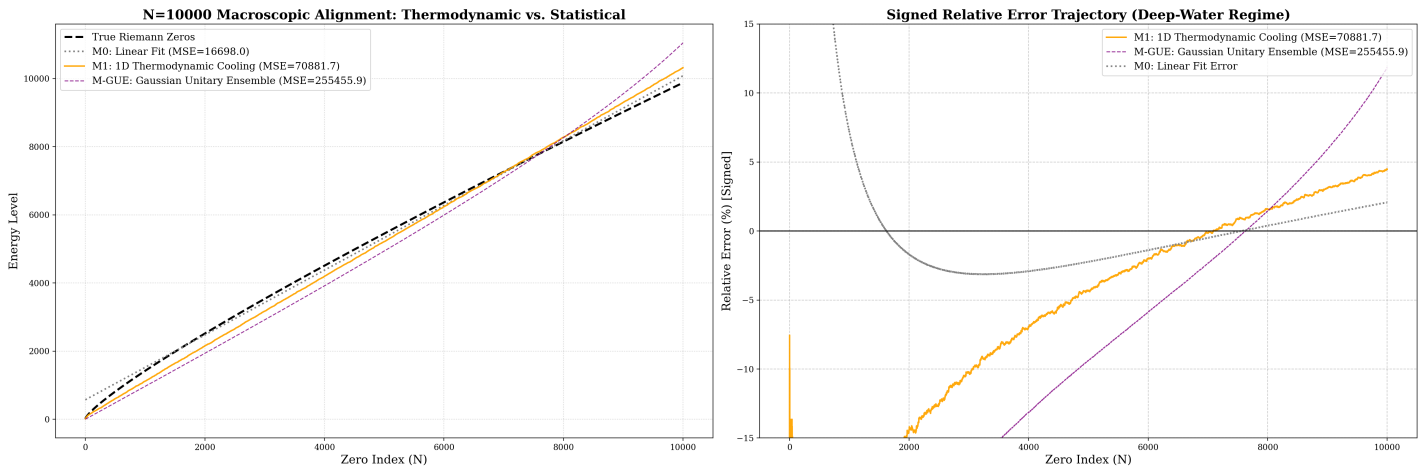 N=10000 Macroscopic Alignment: Thermodynamic vs. Statistical
True Riemann Zeros
M0: Linear Fit (MSE=16698.0)
M1: 1D Thermodynamic Cooling (MSE=70881.7)
M-GUE: Gaussian Unitary Ensemble (MSE=255455.9)
Energy Level
10000
8000
6000
4000
2000
0
0 2000 4000 6000 8000 10000
Zero Index (N)
Signed Relative Error Trajectory (Deep-Water Regime)
M1: 1D Thermodynamic Cooling (MSE=70881.7)
M-GUE: Gaussian Unitary Ensemble (MSE=255455.9)
M0: Linear Fit Error
Relative Error (%) [Signed]
15
10
5
0
−5
−10
−15
0 2000 4000 6000 8000 10000
Zero Index (N)